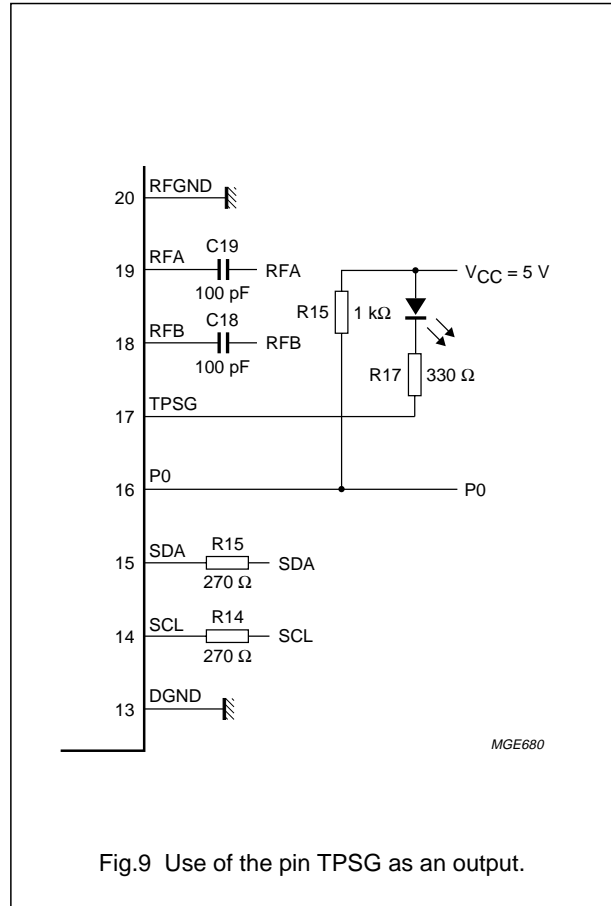 20 RFGND
C19
19 RFA RFA
100 pF
VCC = 5 V
R15 1 kΩ
C18
18 RFB RFB
100 pF
R17 330 Ω
17 TPSG
16 P0 P0
R15
15 SDA SDA
270 Ω
R14
14 SCL SCL
270 Ω
13 DGND
MGE680
Fig.9 Use of the pin TPSG as an output.